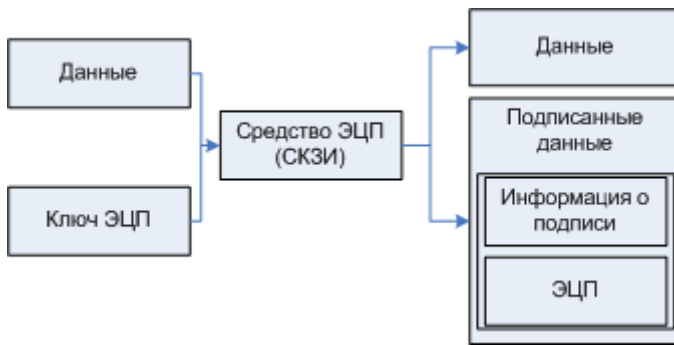 Данные
Ключ ЭЦП
Средство ЭЦП
(СКЗИ)
Данные
Подписанные
данные
Информация о
подписи
ЭЦП